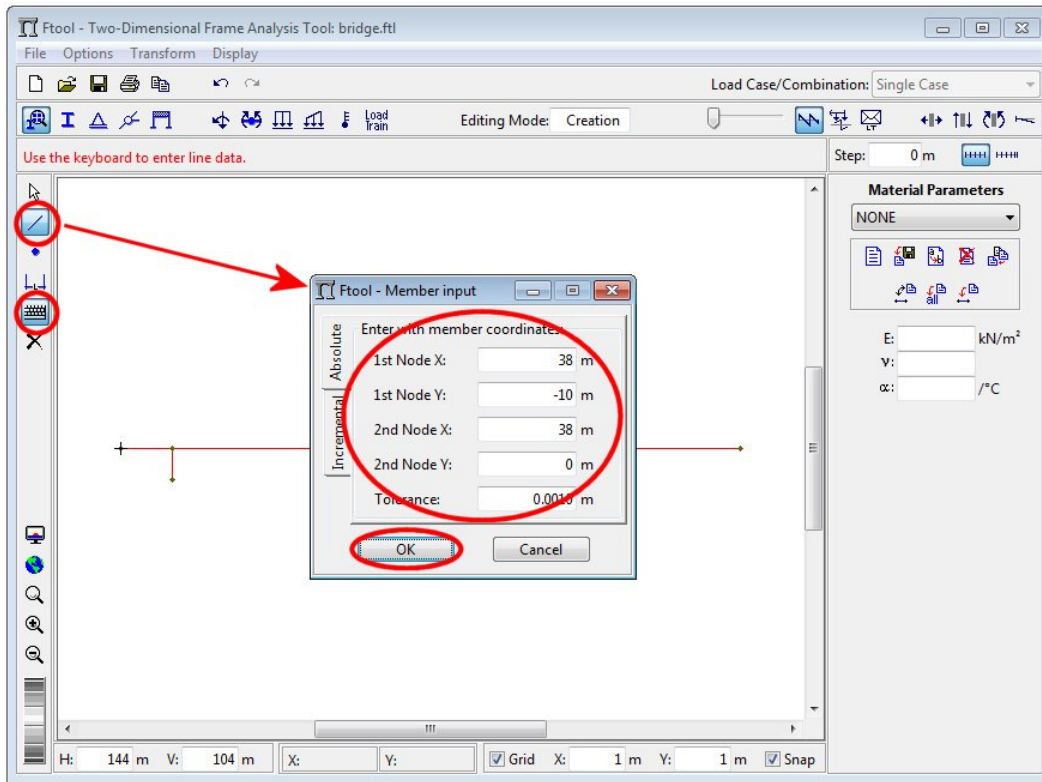 Ftool - Two-Dimensional Frame Analysis Tool: bridge.ftl
File Options Transform Display
Load Case/Combination: Single Case
Load Train
Editing Mode: Creation
LT
Use the keyboard to enter line data.
Step: 0 m
Material Parameters
NONE
all
E: kN/m²
ν:
α: /°C
Ftool - Member input
Absolute
Incremental
Enter with member coordinates:
1st Node X: 38 m
1st Node Y: -10 m
2nd Node X: 38 m
2nd Node Y: 0 m
Tolerance: 0.0010 m
OK Cancel
H: 144 m V: 104 m X: Y: Grid X: 1 m Y: 1 m Snap